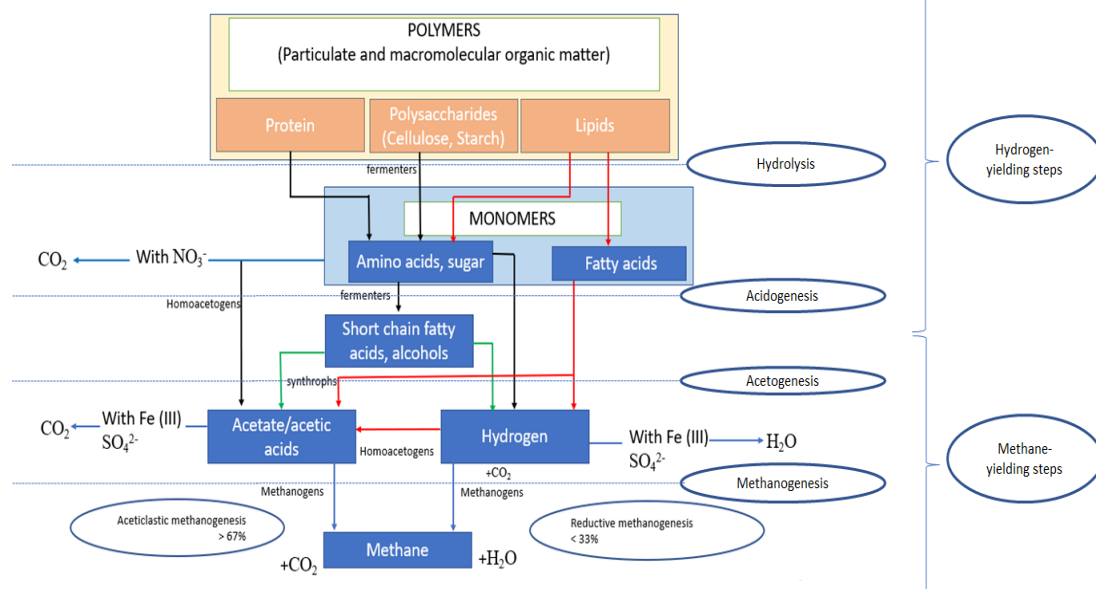 POLYMERS
(Particulate and macromolecular organic matter)
Protein
Polysaccharides
(Cellulose, Starch)
Lipids
fermenters
Hydrolysis
Hydrogen-
yielding steps
MONOMERS
CO₂
With NO₃⁻
Amino acids, sugar
Fatty acids
Homoacetogens
fermenters
Acidogenesis
Short chain fatty
acids, alcohols
synthrophs
Acetogenesis
CO₂
With Fe (III)
SO₄²⁻
Acetate/acetic
acids
Homoacetogens
Hydrogen
With Fe (III)
SO₄²⁻
H₂O
Methane-
yielding steps
+CO₂
Methanogens
Methanogens
Methanogenesis
Aceticlastic methanogenesis
> 67%
Reductive methanogenesis
< 33%
Methane
+CO₂
+H₂O